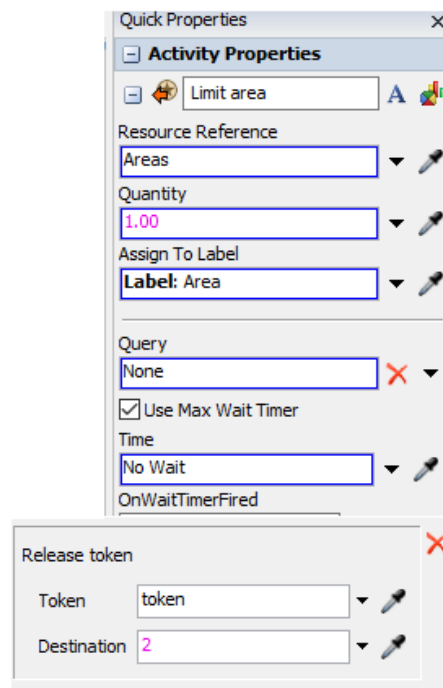 Quick Properties
Activity Properties
Limit area
Resource Reference
Areas
Quantity
1.00
Assign To Label
Label: Area
Query
None
Use Max Wait Timer
Time
No Wait
OnWaitTimerFired
Release token
Token token
Destination 2